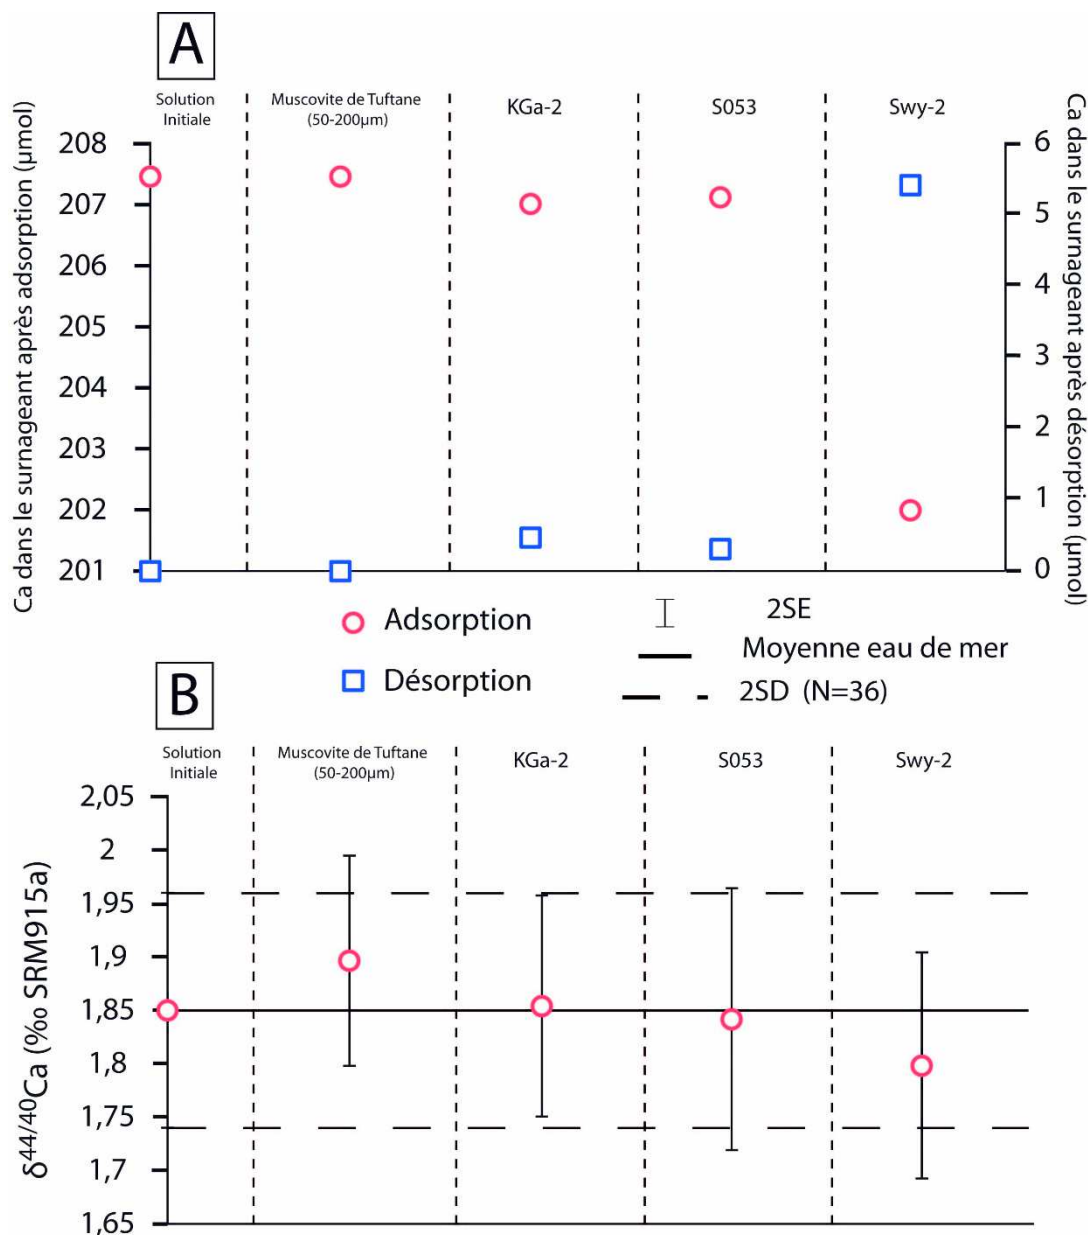 A
Solution
Initiale
Muscovite de Tuftane
(50-200µm)
KGa-2
S053
Swy-2
Ca dans le surnageant après adsorption (µmol)
208
207
206
205
204
203
202
201
6
5
4
3
2
1
0
Ca dans le surnageant après désorption (µmol)
Adsorption
Désorption
2SE
Moyenne eau de mer
2SD (N=36)
B
Solution
Initiale
Muscovite de Tuftane
(50-200µm)
KGa-2
S053
Swy-2
δ44/40Ca (‰ SRM915a)
2,05
2
1,95
1,9
1,85
1,8
1,75
1,7
1,65